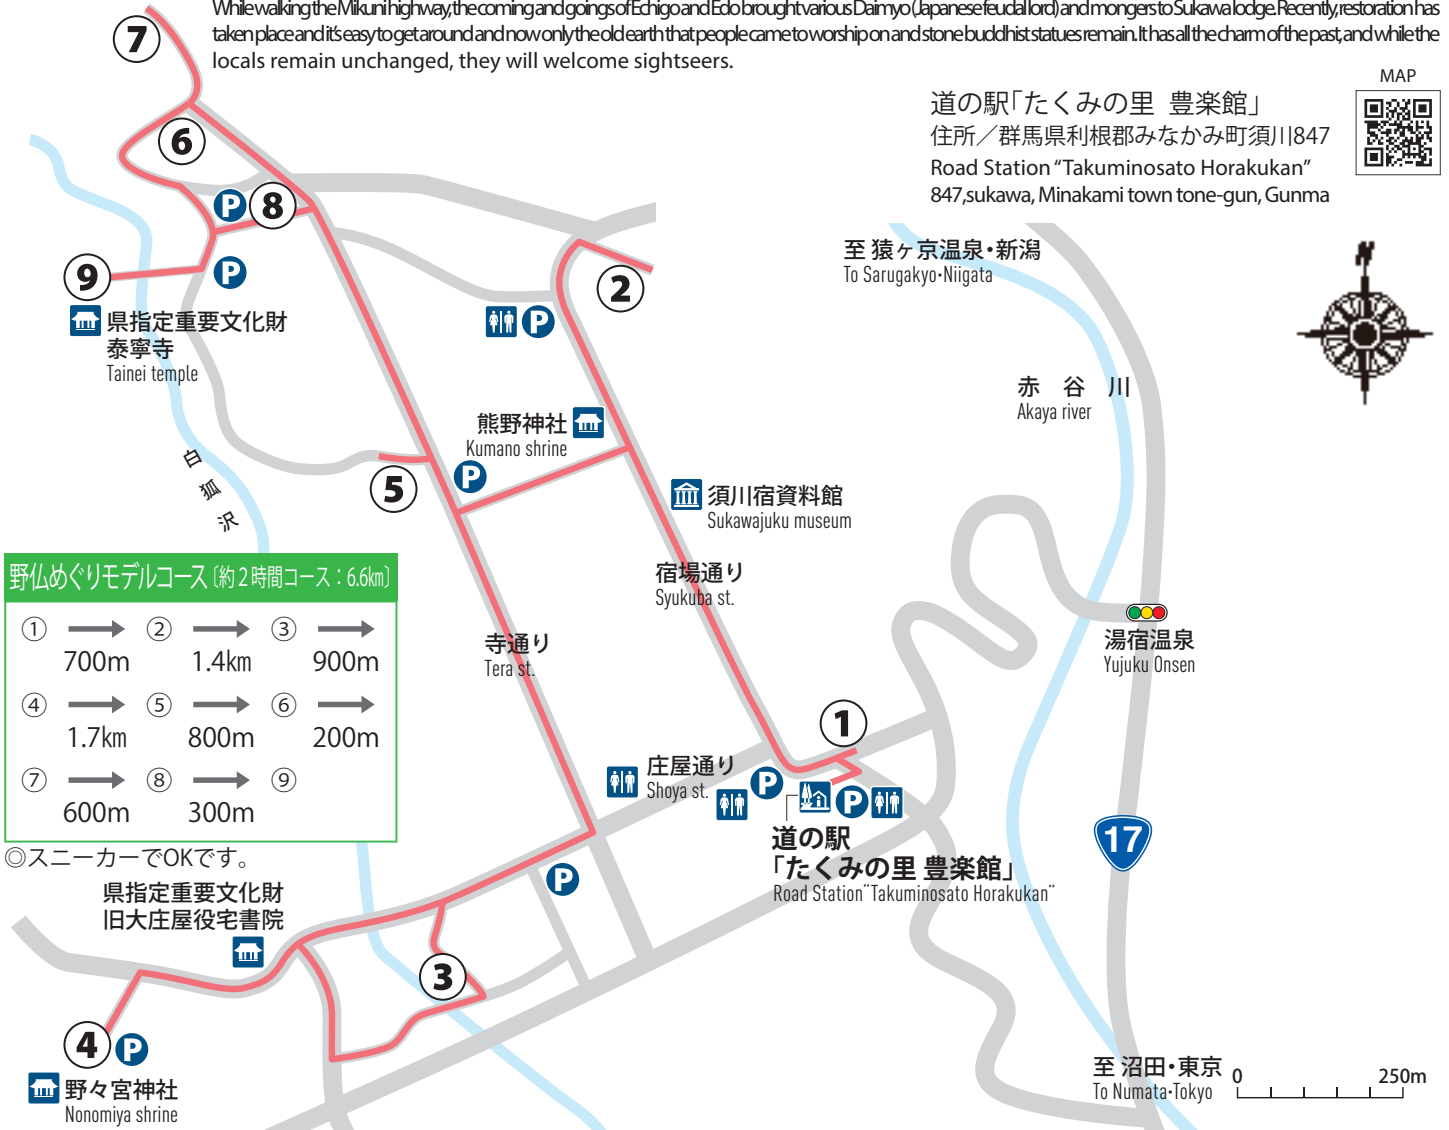 While walking the Mikuni highway, the coming and goings of Echigo and Edo brought various Daimyo (Japanese feudal lord) and mongers to Sukawa lodge. Recently, restoration has
taken place and it's easy to get around and now only the old earth that people came to worship on and stone buddhist statues remain. It has all the charm of the past, and while the
locals remain unchanged, they will welcome sightseers.
MAP
道の駅「たくみの里 豊楽館」
住所／群馬県利根郡みなかみ町須川847
Road Station “Takuminosato Horakukan”
847,sukawa, Minakami town tone-gun, Gunma
7
6
8
P
9
P
2
P
県指定重要文化財
泰寧寺
Tainei temple
至 猿ヶ京温泉・新潟
To Sarugakyo・Niigata
N
赤 谷 川
Akaya river
熊野神社
Kumano shrine
P
5
白狐沢
須川宿資料館
Sukawajuku museum
宿場通り
Syukuba st.
寺通り
Tera st.
湯宿温泉
Yujuku Onsen
野仏めぐりモデルコース〔約2時間コース：6.6㎞〕
① ② ③
700m 1.4㎞ 900m
④ ⑤ ⑥
1.7㎞ 800m 200m
⑦ ⑧ ⑨
600m 300m
◎スニーカーでOKです。
1
庄屋通り
Shoya st.
P
P
道の駅
「たくみの里 豊楽館」
Road Station“Takuminosato Horakukan”
17
P
県指定重要文化財
旧大庄屋役宅書院
3
4
P
野々宮神社
Nonomiya shrine
至 沼田・東京
To Numata・Tokyo
0 250m